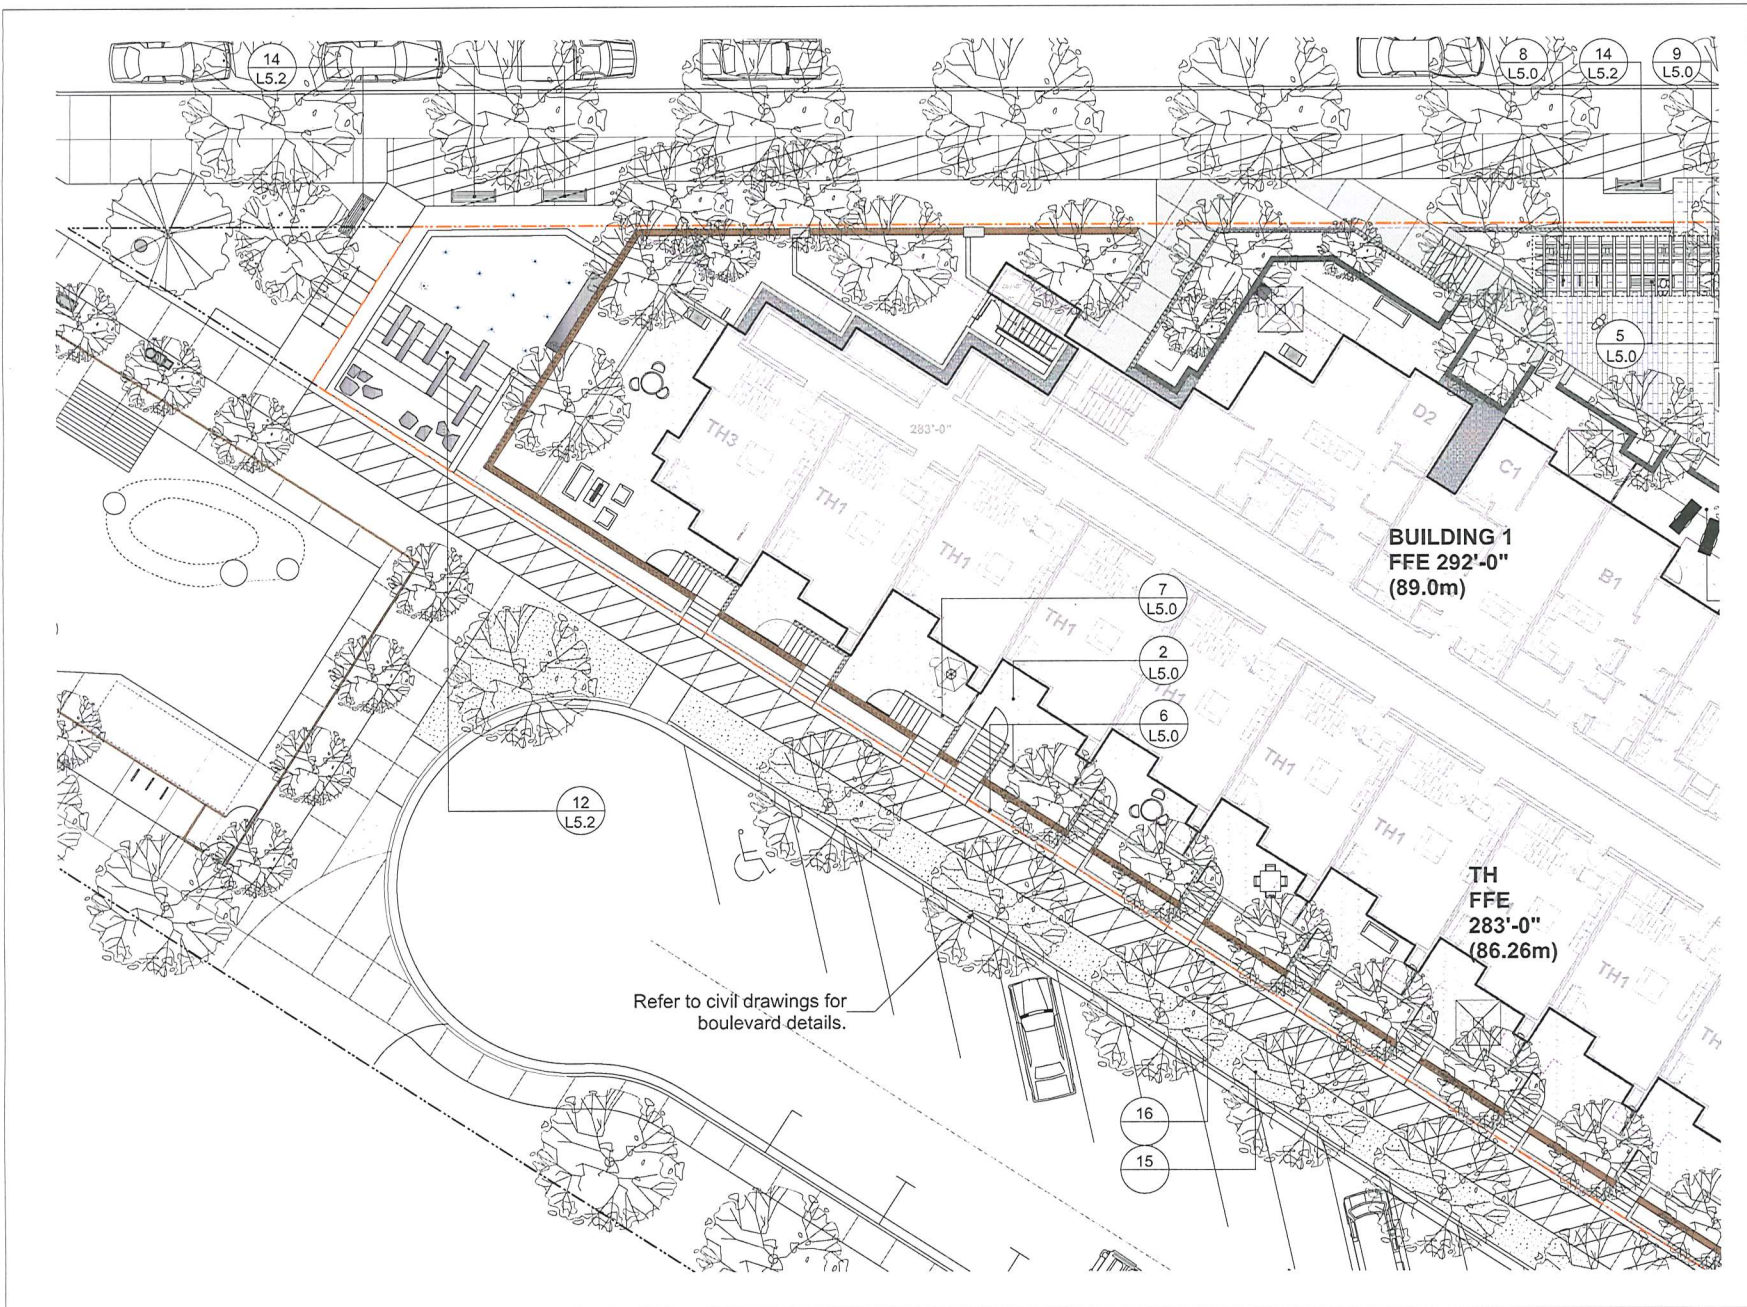 14
L5.2
8
L5.0
14
L5.2
9
L5.0
5
L5.0
D2
C1
B1
TH3
283'-0"
TH1
TH1
TH1
TH1
TH1
TH1
TH1
BUILDING 1
FFE 292'-0"
(89.0m)
7
L5.0
2
L5.0
6
L5.0
12
L5.2
TH
FFE
283'-0"
(86.26m)
Refer to civil drawings for
boulevard details.
16
15